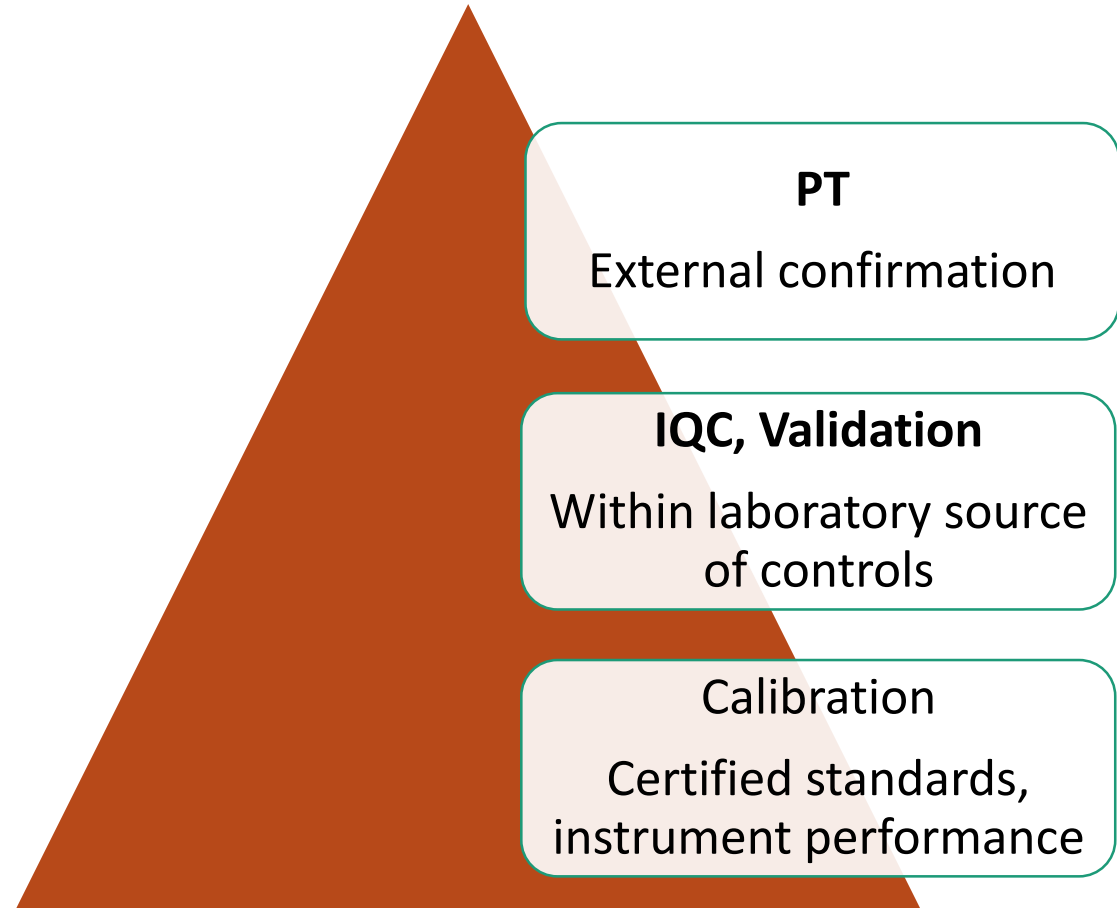 PT
External confirmation
IQC, Validation
Within laboratory source
of controls
Calibration
Certified standards,
instrument performance